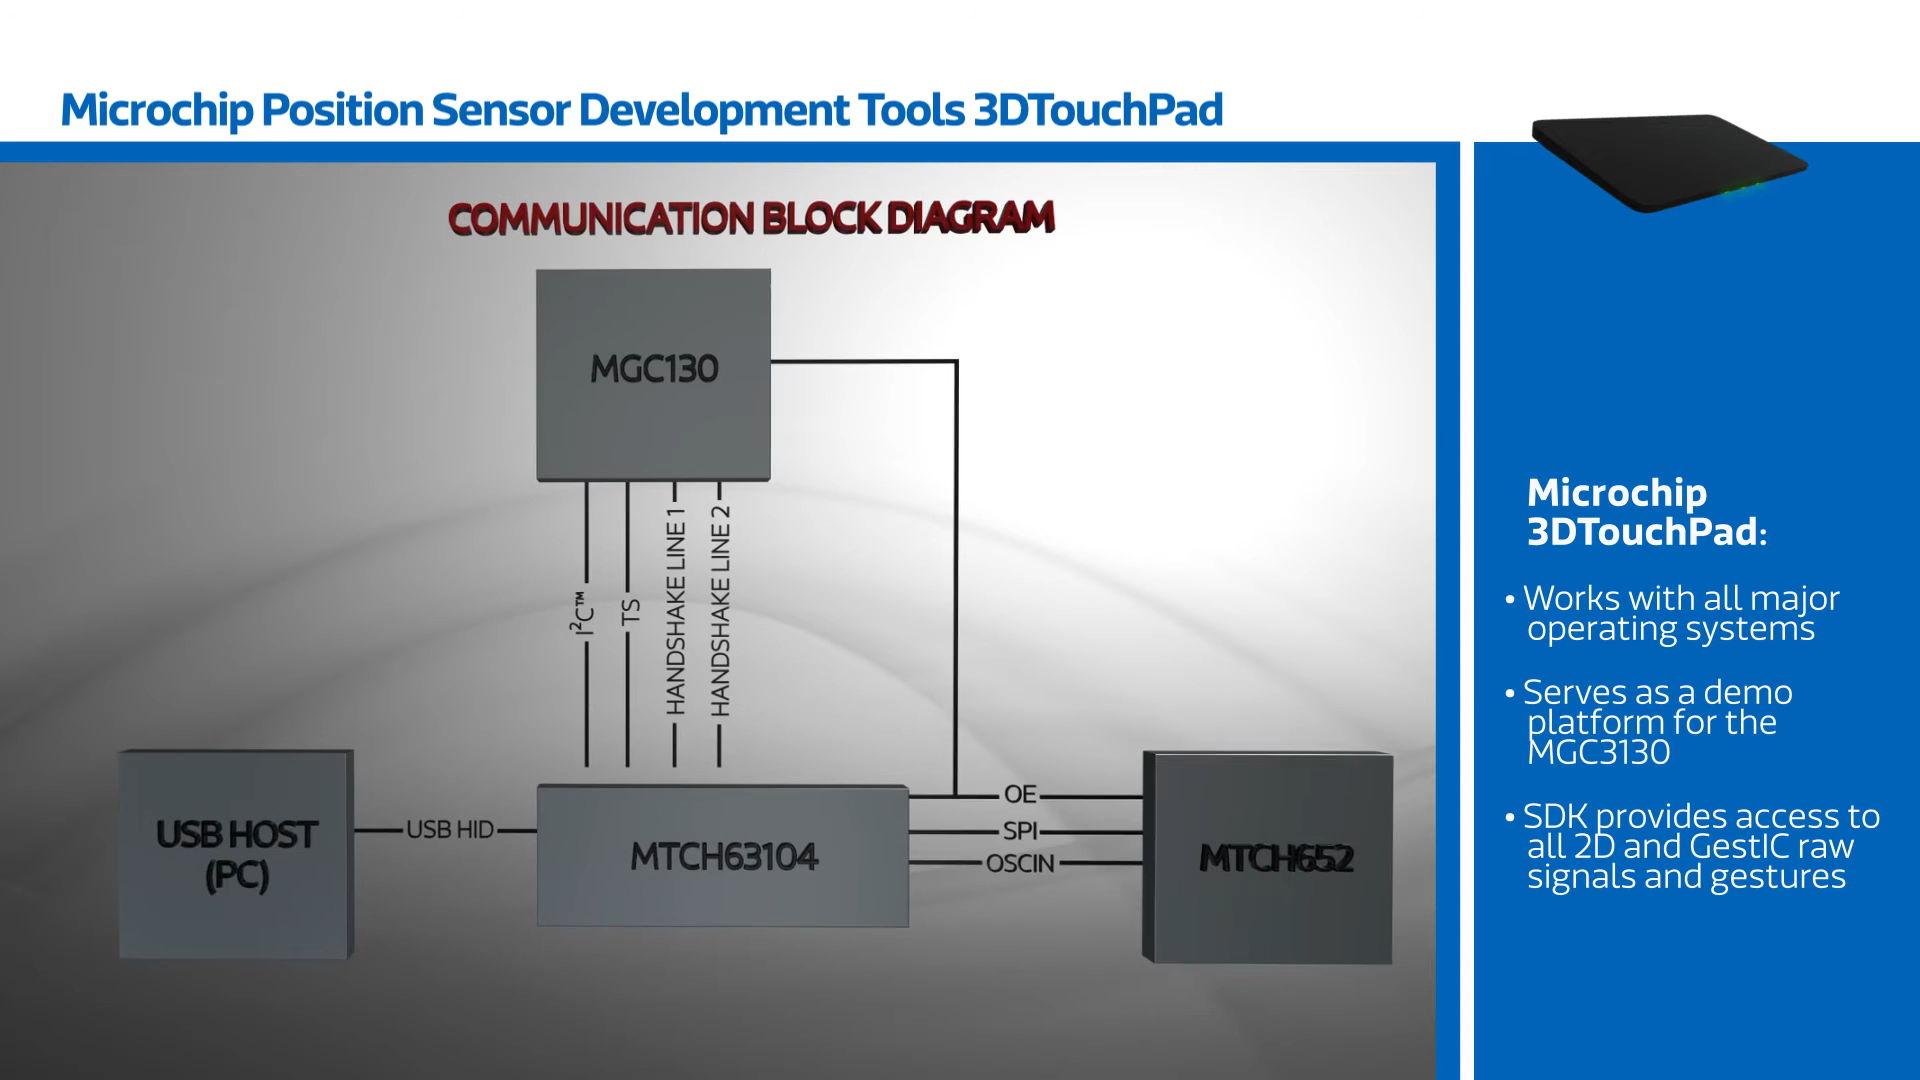 Microchip Position Sensor Development Tools 3DTouchPad
COMMUNICATION BLOCK DIAGRAM
MGC130
I²C™
TS
HANDSHAKE LINE 1
HANDSHAKE LINE 2
USB HOST
(PC)
USB HID
MTCH63104
OE
SPI
OSCIN
MTCH652
Microchip
3DTouchPad:
• Works with all major
operating systems
• Serves as a demo
platform for the
MGC3130
• SDK provides access to
all 2D and GestIC raw
signals and gestures